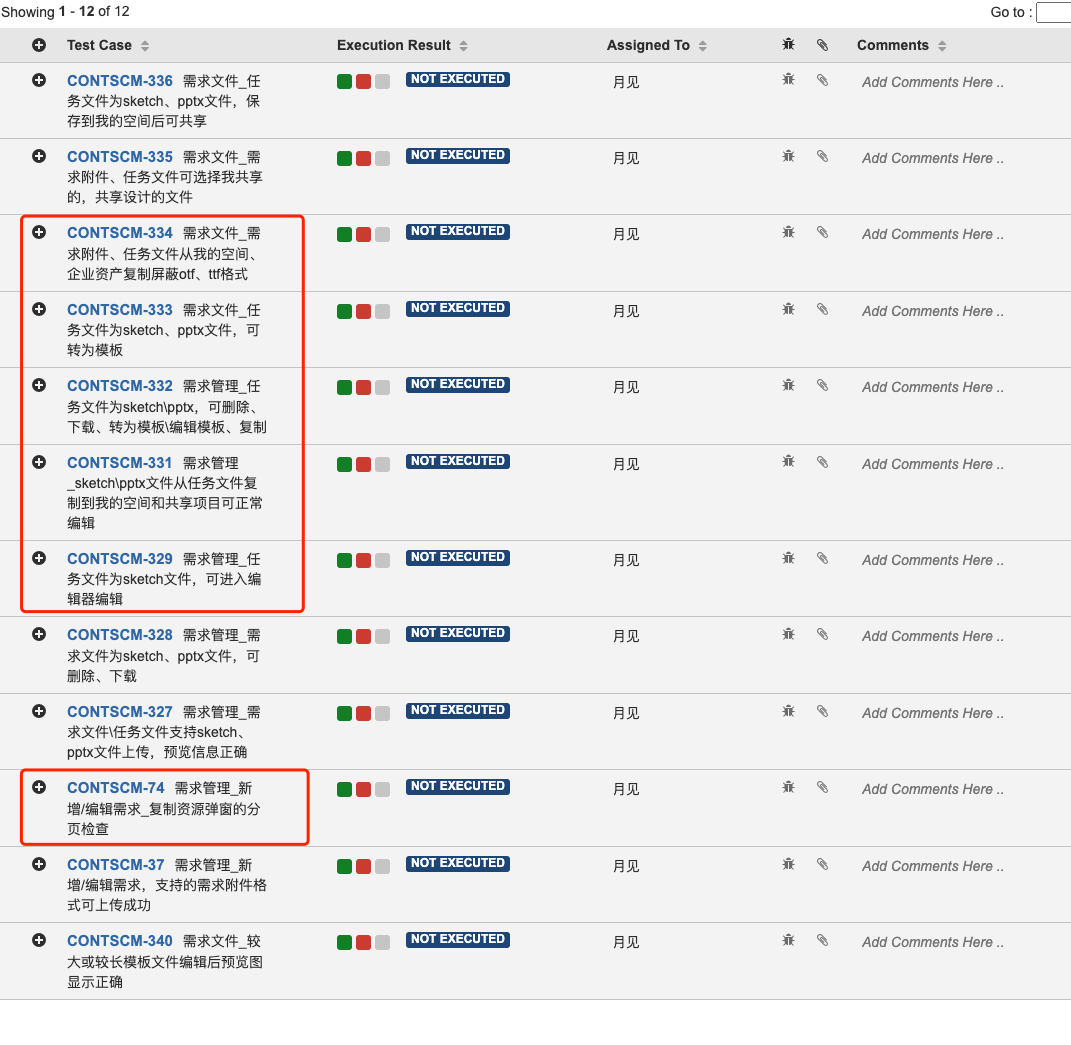 Showing 1 - 12 of 12
Go to :
Test Case
Execution Result
Assigned To
Comments
CONTSCM-336 需求文件_任
务文件为sketch、pptx文件，保
存到我的空间后可共享
NOT EXECUTED
月见
Add Comments Here ..
CONTSCM-335 需求文件_需
求附件、任务文件可选择我共享
的，共享设计的文件
NOT EXECUTED
月见
Add Comments Here ..
CONTSCM-334 需求文件_需
求附件、任务文件从我的空间、
企业资产复制屏蔽otf、ttf格式
NOT EXECUTED
月见
Add Comments Here ..
CONTSCM-333 需求文件_任
务文件为sketch、pptx文件，可
转为模板
NOT EXECUTED
月见
Add Comments Here ..
CONTSCM-332 需求管理_任
务文件为sketch\pptx，可删除、
下载、转为模板\编辑模板、复制
NOT EXECUTED
月见
Add Comments Here ..
CONTSCM-331 需求管理
_sketch\pptx文件从任务文件复
制到我的空间和共享项目可正常
编辑
NOT EXECUTED
月见
Add Comments Here ..
CONTSCM-329 需求管理_任
务文件为sketch文件，可进入编
辑器编辑
NOT EXECUTED
月见
Add Comments Here ..
CONTSCM-328 需求管理_需
求文件为sketch、pptx文件，可
删除、下载
NOT EXECUTED
月见
Add Comments Here ..
CONTSCM-327 需求管理_需
求文件\任务文件支持sketch、
pptx文件上传，预览信息正确
NOT EXECUTED
月见
Add Comments Here ..
CONTSCM-74 需求管理_新
增/编辑需求_复制资源弹窗的分
页检查
NOT EXECUTED
月见
Add Comments Here ..
CONTSCM-37 需求管理_新
增/编辑需求，支持的需求附件格
式可上传成功
NOT EXECUTED
月见
Add Comments Here ..
CONTSCM-340 需求文件_较
大或较长模板文件编辑后预览图
显示正确
NOT EXECUTED
月见
Add Comments Here ..